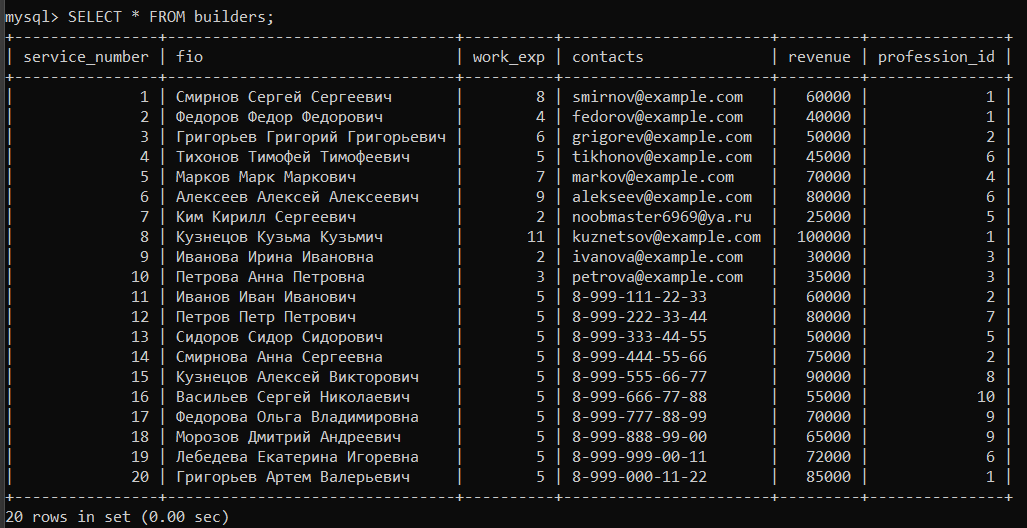 mysql> SELECT * FROM builders;
+----------------+--------------------------------+----------+-----------------------+---------+---------------+
| service_number | fio                            | work_exp | contacts              | revenue | profession_id |
+----------------+--------------------------------+----------+-----------------------+---------+---------------+
|              1 | Смирнов Сергей Сергеевич       |        8 | smirnov@example.com   |   60000 |             1 |
|              2 | Федоров Федор Федорович        |        4 | fedorov@example.com   |   40000 |             1 |
|              3 | Григорьев Григорий Григорьевич |        6 | grigorev@example.com  |   50000 |             2 |
|              4 | Тихонов Тимофей Тимофеевич     |        5 | tikhonov@example.com  |   45000 |             6 |
|              5 | Марков Марк Маркович           |        7 | markov@example.com    |   70000 |             4 |
|              6 | Алексеев Алексей Алексеевич    |        9 | alekseev@example.com  |   80000 |             6 |
|              7 | Ким Кирилл Сергеевич           |        2 | noobmaster6969@ya.ru  |   25000 |             5 |
|              8 | Кузнецов Кузьма Кузьмич        |       11 | kuznetsov@example.com |  100000 |             1 |
|              9 | Иванова Ирина Ивановна         |        2 | ivanova@example.com   |   30000 |             3 |
|             10 | Петрова Анна Петровна          |        3 | petrova@example.com   |   35000 |             3 |
|             11 | Иванов Иван Иванович           |        5 | 8-999-111-22-33       |   60000 |             2 |
|             12 | Петров Петр Петрович           |        5 | 8-999-222-33-44       |   80000 |             7 |
|             13 | Сидоров Сидор Сидорович        |        5 | 8-999-333-44-55       |   50000 |             5 |
|             14 | Смирнова Анна Сергеевна        |        5 | 8-999-444-55-66       |   75000 |             2 |
|             15 | Кузнецов Алексей Викторович    |        5 | 8-999-555-66-77       |   90000 |             8 |
|             16 | Васильев Сергей Николаевич     |        5 | 8-999-666-77-88       |   55000 |            10 |
|             17 | Федорова Ольга Владимировна    |        5 | 8-999-777-88-99       |   70000 |             9 |
|             18 | Морозов Дмитрий Андреевич      |        5 | 8-999-888-99-00       |   65000 |             9 |
|             19 | Лебедева Екатерина Игоревна    |        5 | 8-999-999-00-11       |   72000 |             6 |
|             20 | Григорьев Артем Валерьевич     |        5 | 8-999-000-11-22       |   85000 |             1 |
+----------------+--------------------------------+----------+-----------------------+---------+---------------+
20 rows in set (0.00 sec)